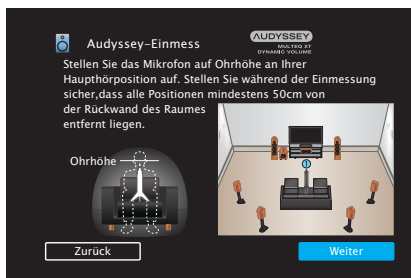 Audyssey-Einmess
AUDYSSEY
MULTEQ XT
DYNAMIC VOLUME
Stellen Sie das Mikrofon auf Ohrhöhe an Ihrer
Haupthörposition auf. Stellen Sie während der Einmessung
sicher,dass alle Positionen mindestens 50cm von
der Rückwand des Raumes
entfernt liegen.
Ohrhöhe
Zurück
Weiter